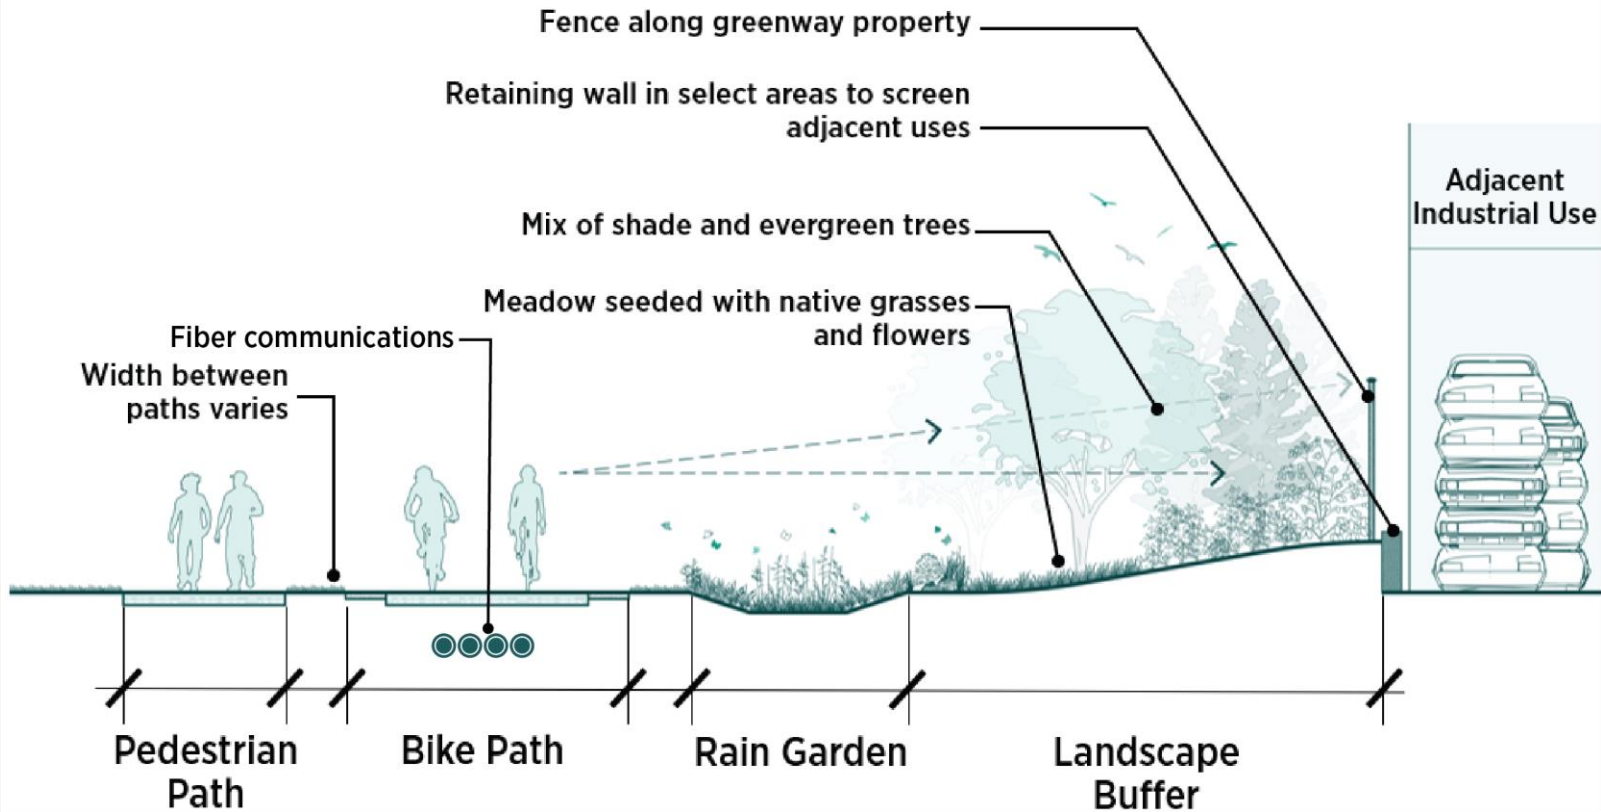 Fence along greenway property
Retaining wall in select areas to screen
adjacent uses
Adjacent
Industrial Use
Mix of shade and evergreen trees
Meadow seeded with native grasses
and flowers
Fiber communications
Width between
paths varies
Pedestrian
Path
Bike Path
Rain Garden
Landscape
Buffer